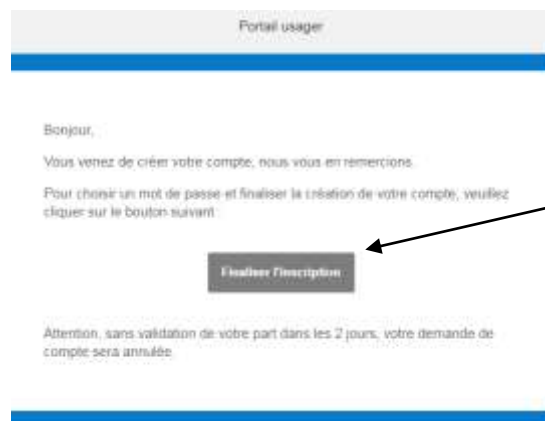 Portail usager
Bonjour,
Vous venez de créer votre compte, nous vous en remercions.
Pour choisir un mot de passe et finaliser la création de votre compte, veuillez
cliquer sur le bouton suivant :
Finaliser l'inscription
Attention, sans validation de votre part dans les 2 jours, votre demande de
compte sera annulée